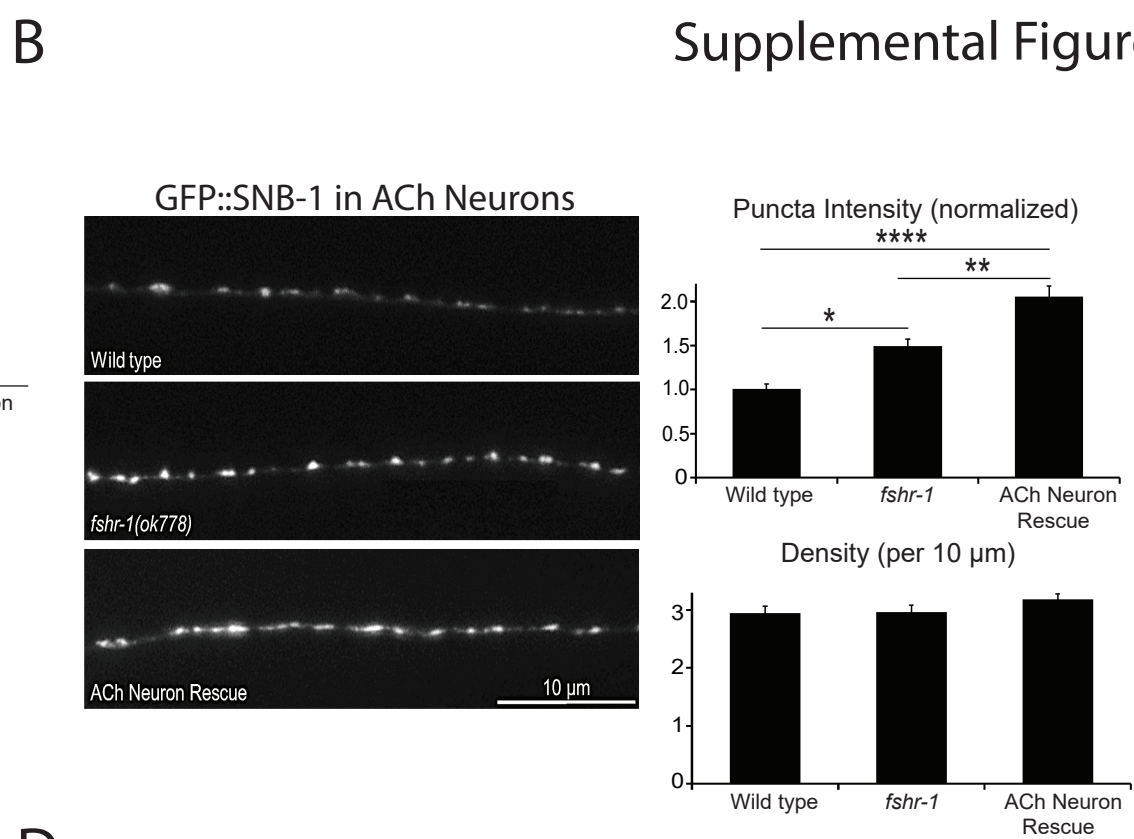 B
Supplemental Figur
GFP::SNB-1 in ACh Neurons
Wild type
fshr-1(ok778)
ACh Neuron Rescue
10 µm
Puncta Intensity (normalized)
****
**
*
2.0
1.5
1.0
0.5
0
Wild type fshr-1 ACh Neuron
Rescue
Density (per 10 µm)
3
2
1
0
Wild type fshr-1 ACh Neuron
Rescue
n